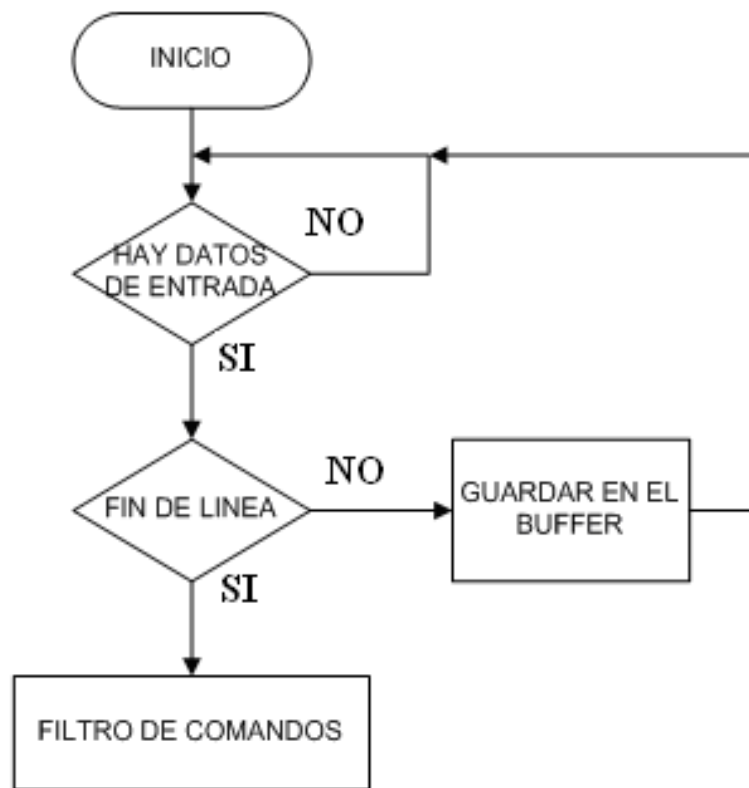 INICIO
NO
HAY DATOS
DE ENTRADA
SI
NO
FIN DE LINEA
GUARDAR EN EL
BUFFER
SI
FILTRO DE COMANDOS